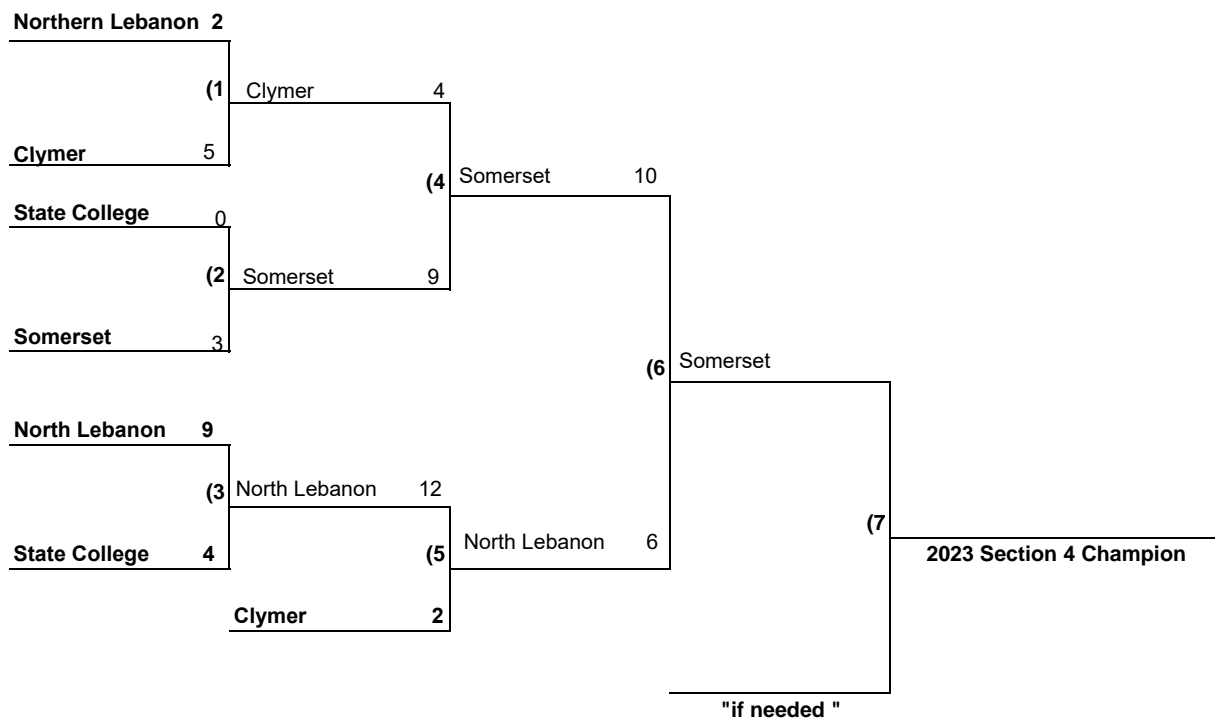 Northern Lebanon 2
(1 Clymer 4
Clymer 5
(4 Somerset 10
State College 0
(2 Somerset 9
Somerset 3
(6 Somerset
North Lebanon 9
(3 North Lebanon 12
(7
North Lebanon 6
State College 4 (5 2023 Section 4 Champion
Clymer 2
"if needed "